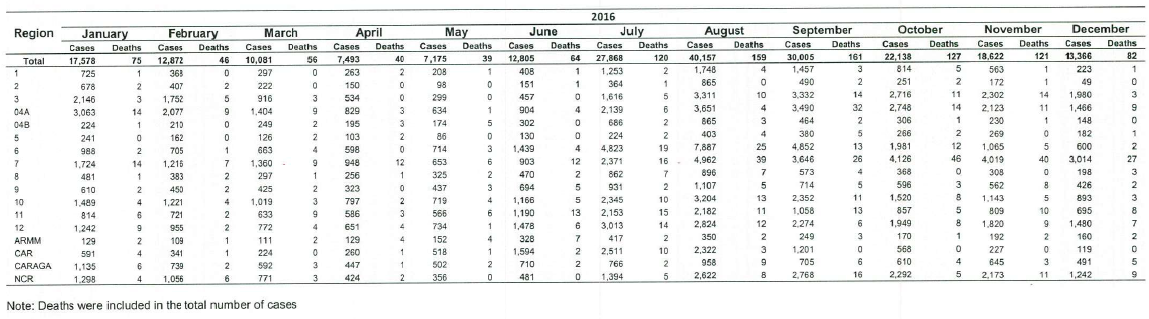 2016
Region January February March April May June July August September October November December
Cases Deaths Cases Deaths Cases Deaths Cases Deaths Cases Deaths Cases Deaths Cases Deaths Cases Deaths Cases Deaths Cases Deaths Cases Deaths Cases Deaths
Total 17,578 75 12,872 46 10,081 56 7,493 40 7,175 39 12,805 64 27,868 120 40,157 159 30,005 161 22,138 127 18,622 121 13,366 82
1 725 1 368 0 297 0 263 2 208 1 408 1 1,253 2 1,748 4 1,457 3 814 5 563 1 223 1
2 678 2 407 2 222 0 150 0 98 0 151 1 364 1 865 0 490 2 251 2 172 1 49 0
3 2,146 3 1,752 5 916 3 534 0 299 0 457 0 1,616 5 3,311 10 3,332 14 2,716 11 2,302 14 1,980 3
04A 3,063 14 2,077 9 1,404 9 829 3 634 1 904 4 2,139 6 3,651 4 3,490 32 2,748 14 2,123 11 1,466 9
04B 224 1 210 0 249 2 195 3 174 5 302 0 686 2 865 3 464 2 306 1 230 1 148 0
5 241 0 162 0 126 2 103 2 86 0 130 0 224 2 403 4 380 5 266 2 269 0 182 1
6 988 2 705 1 663 4 598 0 714 3 1,439 4 4,823 19 7,887 25 4,852 13 1,981 12 1,065 5 600 2
7 1,724 14 1,216 7 1,360 9 948 12 653 6 903 12 2,371 16 4,962 39 3,646 26 4,126 46 4,019 40 3,014 27
8 481 1 383 2 297 1 256 1 325 2 470 2 862 7 896 7 573 4 368 0 308 0 198 3
9 610 2 450 2 425 2 323 0 437 3 694 5 931 2 1,107 5 714 5 596 3 562 8 426 2
10 1,489 4 1,221 4 1,019 3 797 2 719 4 1,166 5 2,345 10 3,204 13 2,352 11 1,520 8 1,143 5 893 3
11 814 6 721 2 633 9 586 3 566 6 1,190 13 2,153 15 2,182 11 1,058 13 857 5 809 10 695 8
12 1,242 9 955 2 772 4 651 4 734 1 1,478 6 3,013 14 2,824 12 2,274 6 1,949 8 1,820 9 1,480 7
ARMM 129 2 109 1 111 2 129 4 152 4 328 7 417 2 350 2 249 3 170 1 192 2 160 2
CAR 591 4 341 1 224 0 260 1 518 1 1,594 2 2,511 10 2,322 3 1,201 0 568 0 227 0 119 0
CARAGA 1,135 6 739 2 592 3 447 1 502 2 710 2 766 2 958 9 705 6 610 4 645 3 491 5
NCR 1,298 4 1,056 6 771 3 424 2 356 0 481 0 1,394 5 2,622 8 2,768 16 2,292 5 2,173 11 1,242 9
Note: Deaths were included in the total number of cases